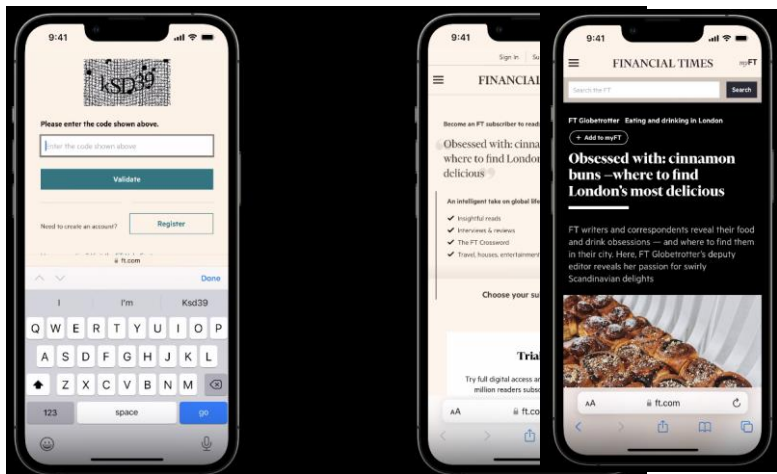 9:41
kSD39
Please enter the code shown above.
Enter the code shown above
Validate
Need to create an account?
Register
ft.com
Done
I I'm Ksd39
Q W E R T Y U I O P
A S D F G H J K L
Z X C V B N M
123 space go
9:41
Sign In
FINANCIAL
Become an FT subscriber to read
Obsessed with: cinna
where to find London
delicious
An intelligent take on global life
Insightful reads
Interviews & reviews
The FT Crossword
Travel, houses, entertainment
Choose your su
Tria
Try full digital access a
million readers subsc
AA ft.co
9:41
FINANCIAL TIMES
myFT
Search the FT
Search
FT Globetrotter Eating and drinking in London
+ Add to myFT
Obsessed with: cinnamon
buns –where to find
London's most delicious
FT writers and correspondents reveal their food
and drink obsessions — and where to find them
in their city. Here, FT Globetrotter's deputy
editor reveals her passion for swirly
Scandinavian delights
AA ft.com